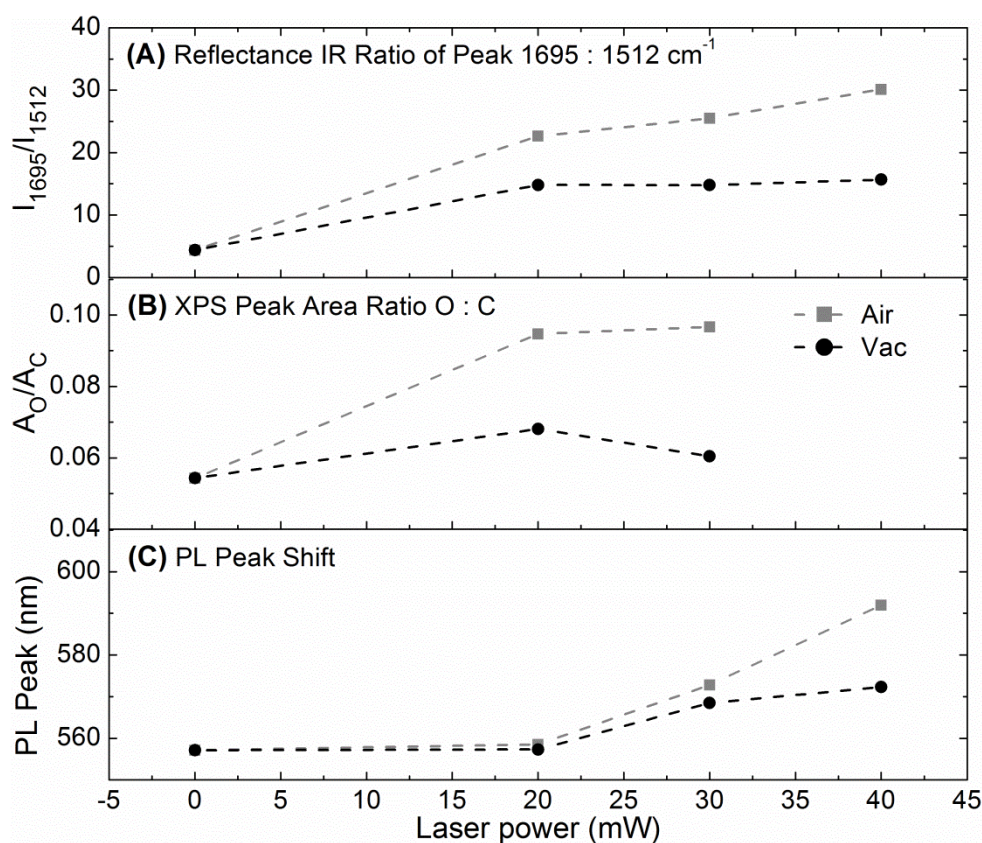 40
(A) Reflectance IR Ratio of Peak 1695 : 1512 cm⁻¹
30
20
10
0
I₁₆₉₅/I₁₅₁₂
(B) XPS Peak Area Ratio O : C
0.10
0.08
0.06
0.04
A_O/A_C
Air
Vac
(C) PL Peak Shift
600
580
560
PL Peak (nm)
-5 0 5 10 15 20 25 30 35 40 45
Laser power (mW)